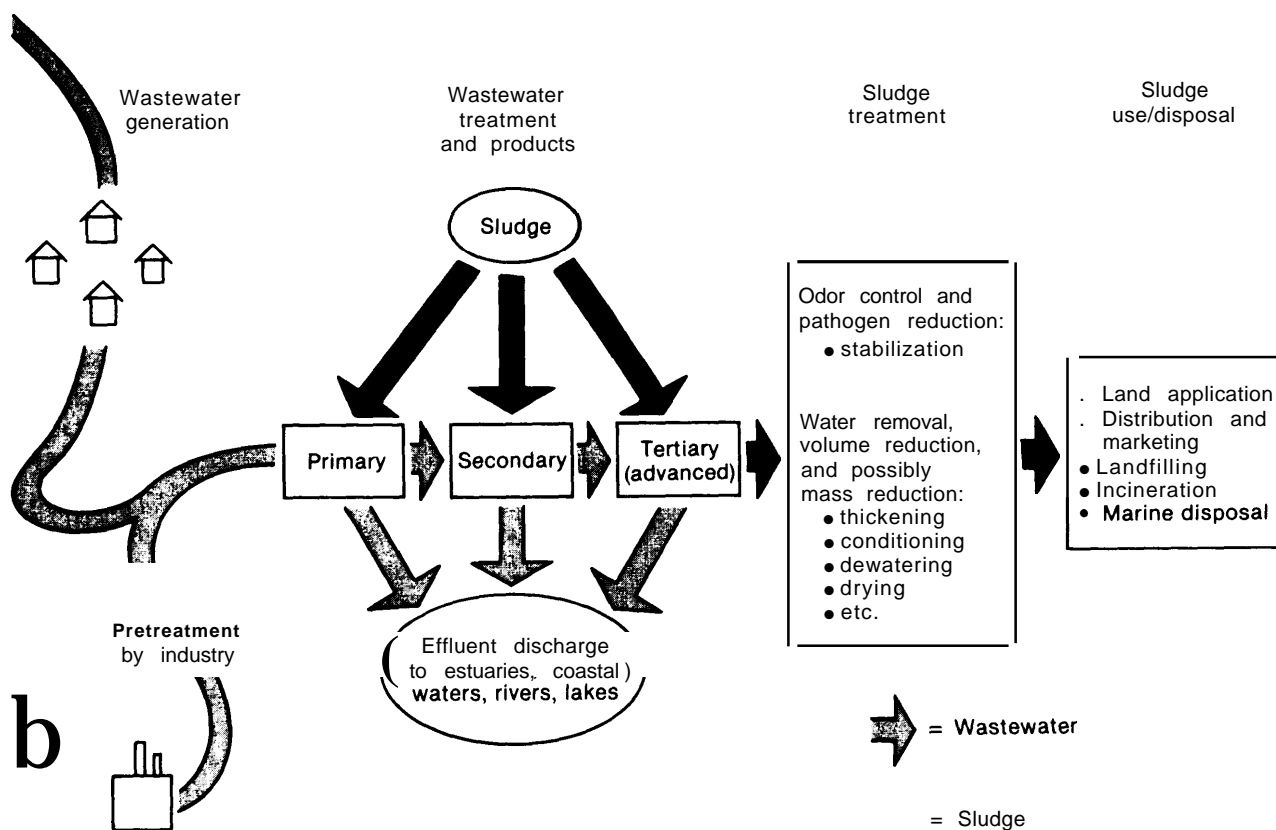 Wastewater
generation
Wastewater
treatment
and products
Sludge
treatment
Sludge
use/disposal
Sludge
Primary
Secondary
Tertiary
(advanced)
Effluent discharge
to estuaries, coastal
waters, rivers, lakes
Pretreatment
by industry
b
Odor control and
pathogen reduction:
• stabilization
Water removal,
volume reduction,
and possibly
mass reduction:
• thickening
• conditioning
• dewatering
• drying
• etc.
. Land application
. Distribution and
marketing
• Landfilling
• Incineration
• Marine disposal
= Wastewater
= Sludge